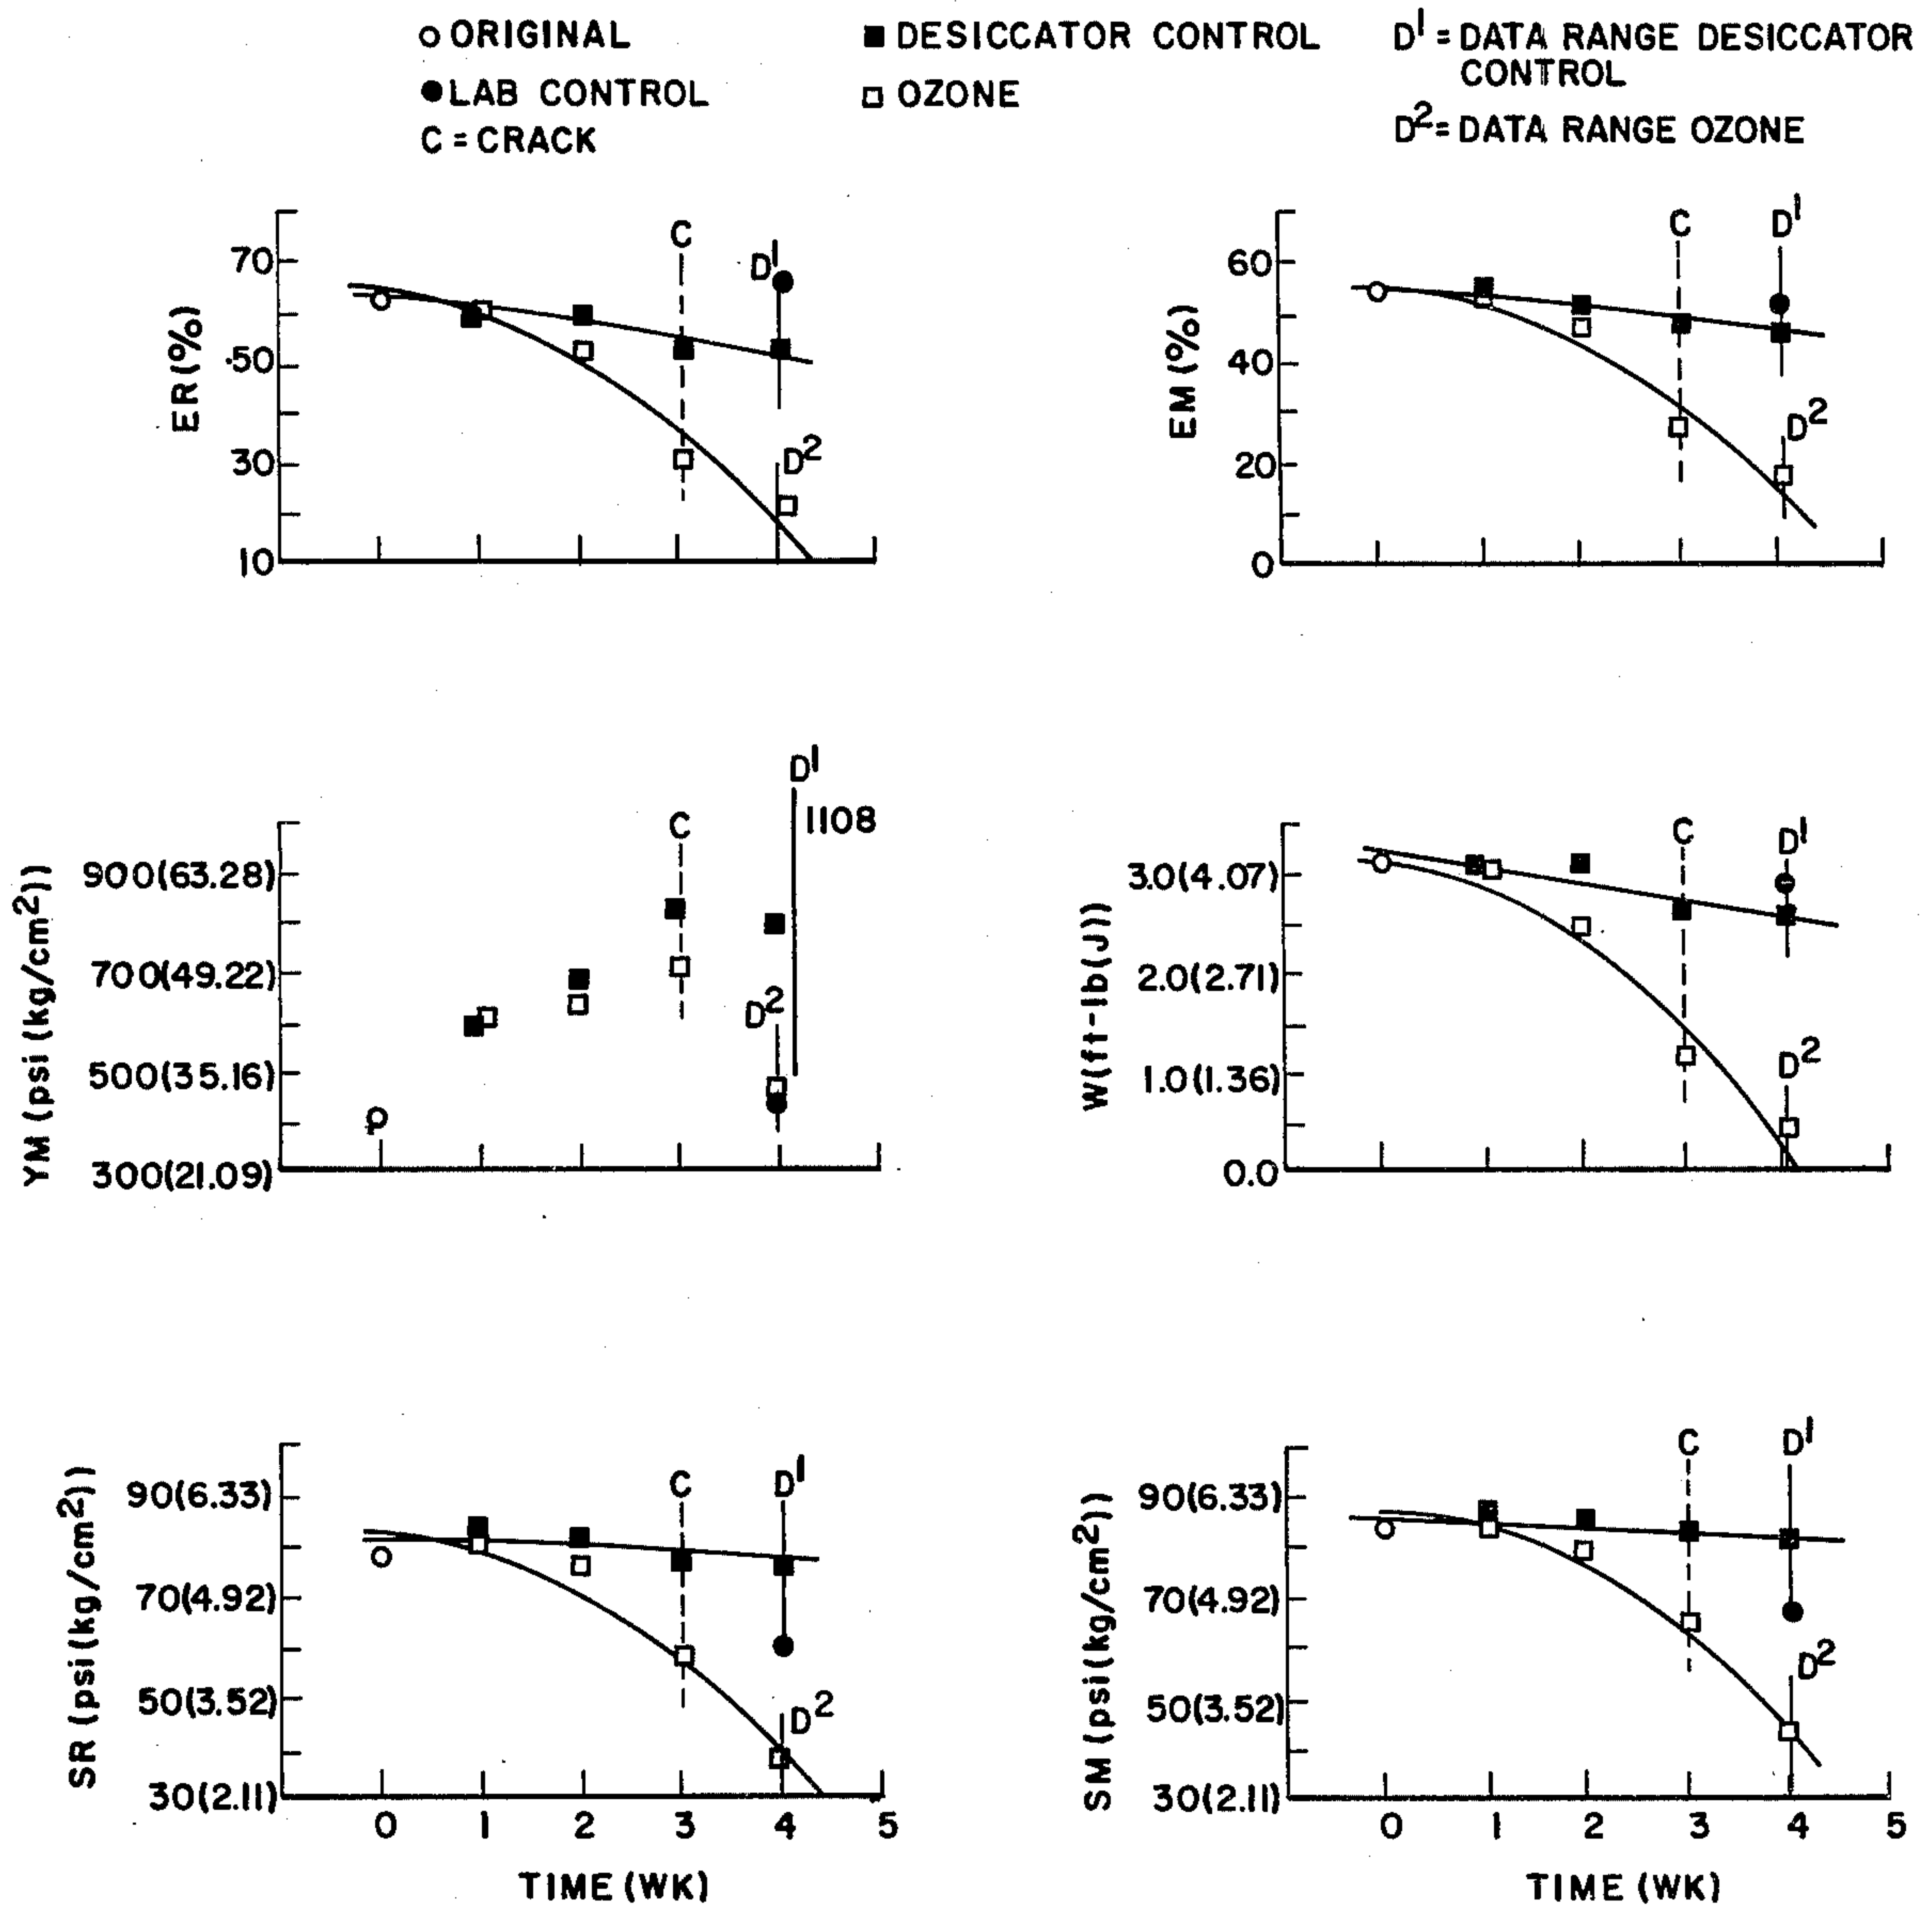 ORIGINAL
LAB CONTROL
C = CRACK
DESICCATOR CONTROL
OZONE
D1 = DATA RANGE DESICCATOR
CONTROL
D2 = DATA RANGE OZONE
ER (%)
70
50
30
10
C
D1
D2
EM (%)
60
40
20
0
C
D1
D2
YM (psi (kg/cm2))
900(63.28)
700(49.22)
500(35.16)
300(21.09)
C
D1
1108
D2
W(ft-lb(J))
3.0(4.07)
2.0(2.71)
1.0(1.36)
0.0
C
D1
D2
SR (psi (kg/cm2))
90(6.33)
70(4.92)
50(3.52)
30(2.11)
C
D1
D2
0 1 2 3 4 5
TIME (WK)
SM (psi (kg/cm2))
90(6.33)
70(4.92)
50(3.52)
30(2.11)
C
D1
D2
0 1 2 3 4 5
TIME (WK)